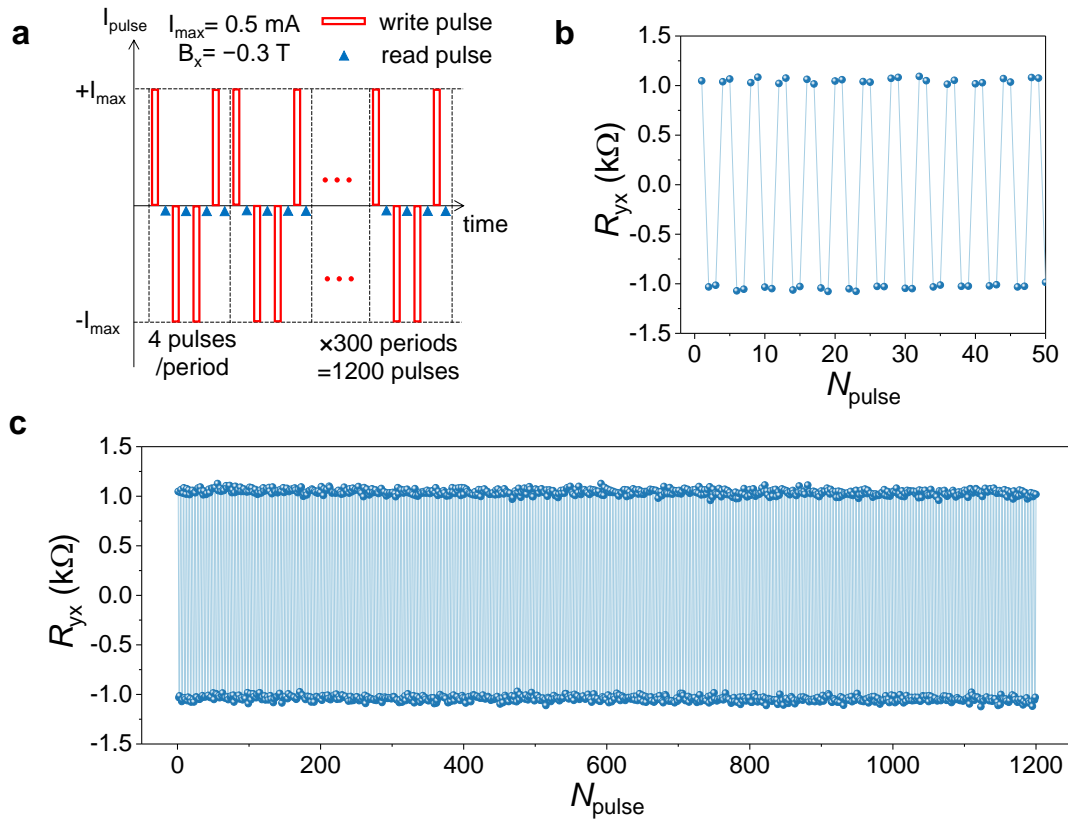 a
I_pulse
I_max= 0.5 mA
B_x= −0.3 T
write pulse
read pulse
+I_max
• • •
time
• • •
-I_max
4 pulses
/period
×300 periods
=1200 pulses
b
1.5
1.0
0.5
0.0
-0.5
-1.0
-1.5
R_yx (kΩ)
0 10 20 30 40 50
N_pulse
c
1.5
1.0
0.5
0.0
-0.5
-1.0
-1.5
R_yx (kΩ)
0 200 400 600 800 1000 1200
N_pulse